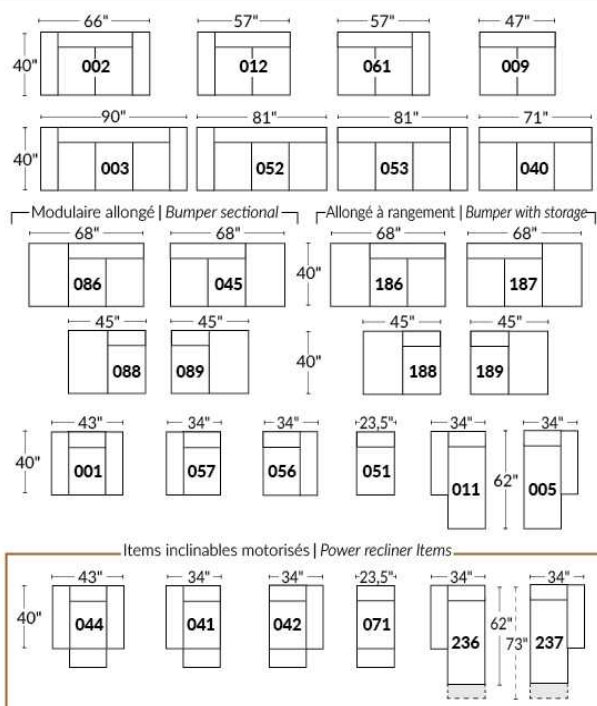 66" 57" 57" 47"
40" 002 012 061 009
90" 81" 81" 71"
40" 003 052 053 040
Modulaire allongé | Bumper sectional Allongé à rangement | Bumper with storage
68" 68" 68" 68"
086 045 40" 186 187
45" 45" 45" 45"
088 089 40" 188 189
43" 34" 34" 23,5" 34" 34"
40" 001 057 056 051 011 62" 005
Items inclinables motorisés | Power recliner Items
43" 34" 34" 23,5" 34" 34"
40" 044 041 042 071 236 62" 73" 237